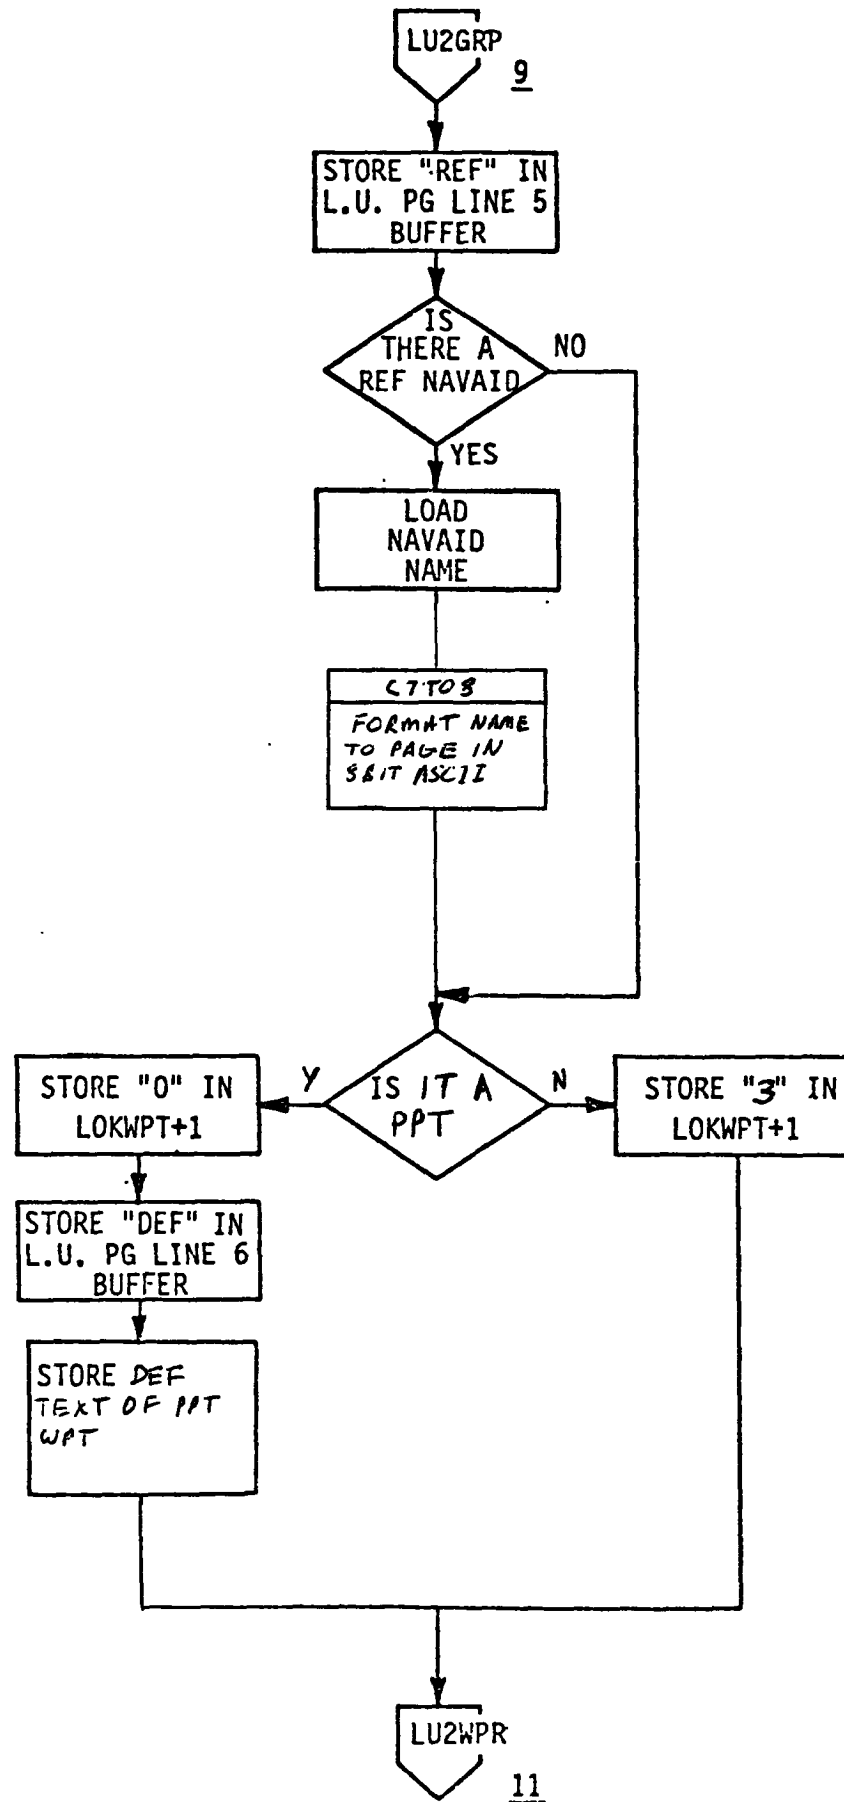 LU2GRP
9
STORE "REF" IN
L.U. PG LINE 5
BUFFER
IS
THERE A
REF NAVAID
NO
YES
LOAD
NAVAID
NAME
C7TO8
FORMAT NAME
TO PAGE IN
8BIT ASCII
IS IT A
PPT
Y
N
STORE "0" IN
LOKWPT+1
STORE "3" IN
LOKWPT+1
STORE "DEF" IN
L.U. PG LINE 6
BUFFER
STORE DEF
TEXT OF PPT
WPT
LU2WPR
11